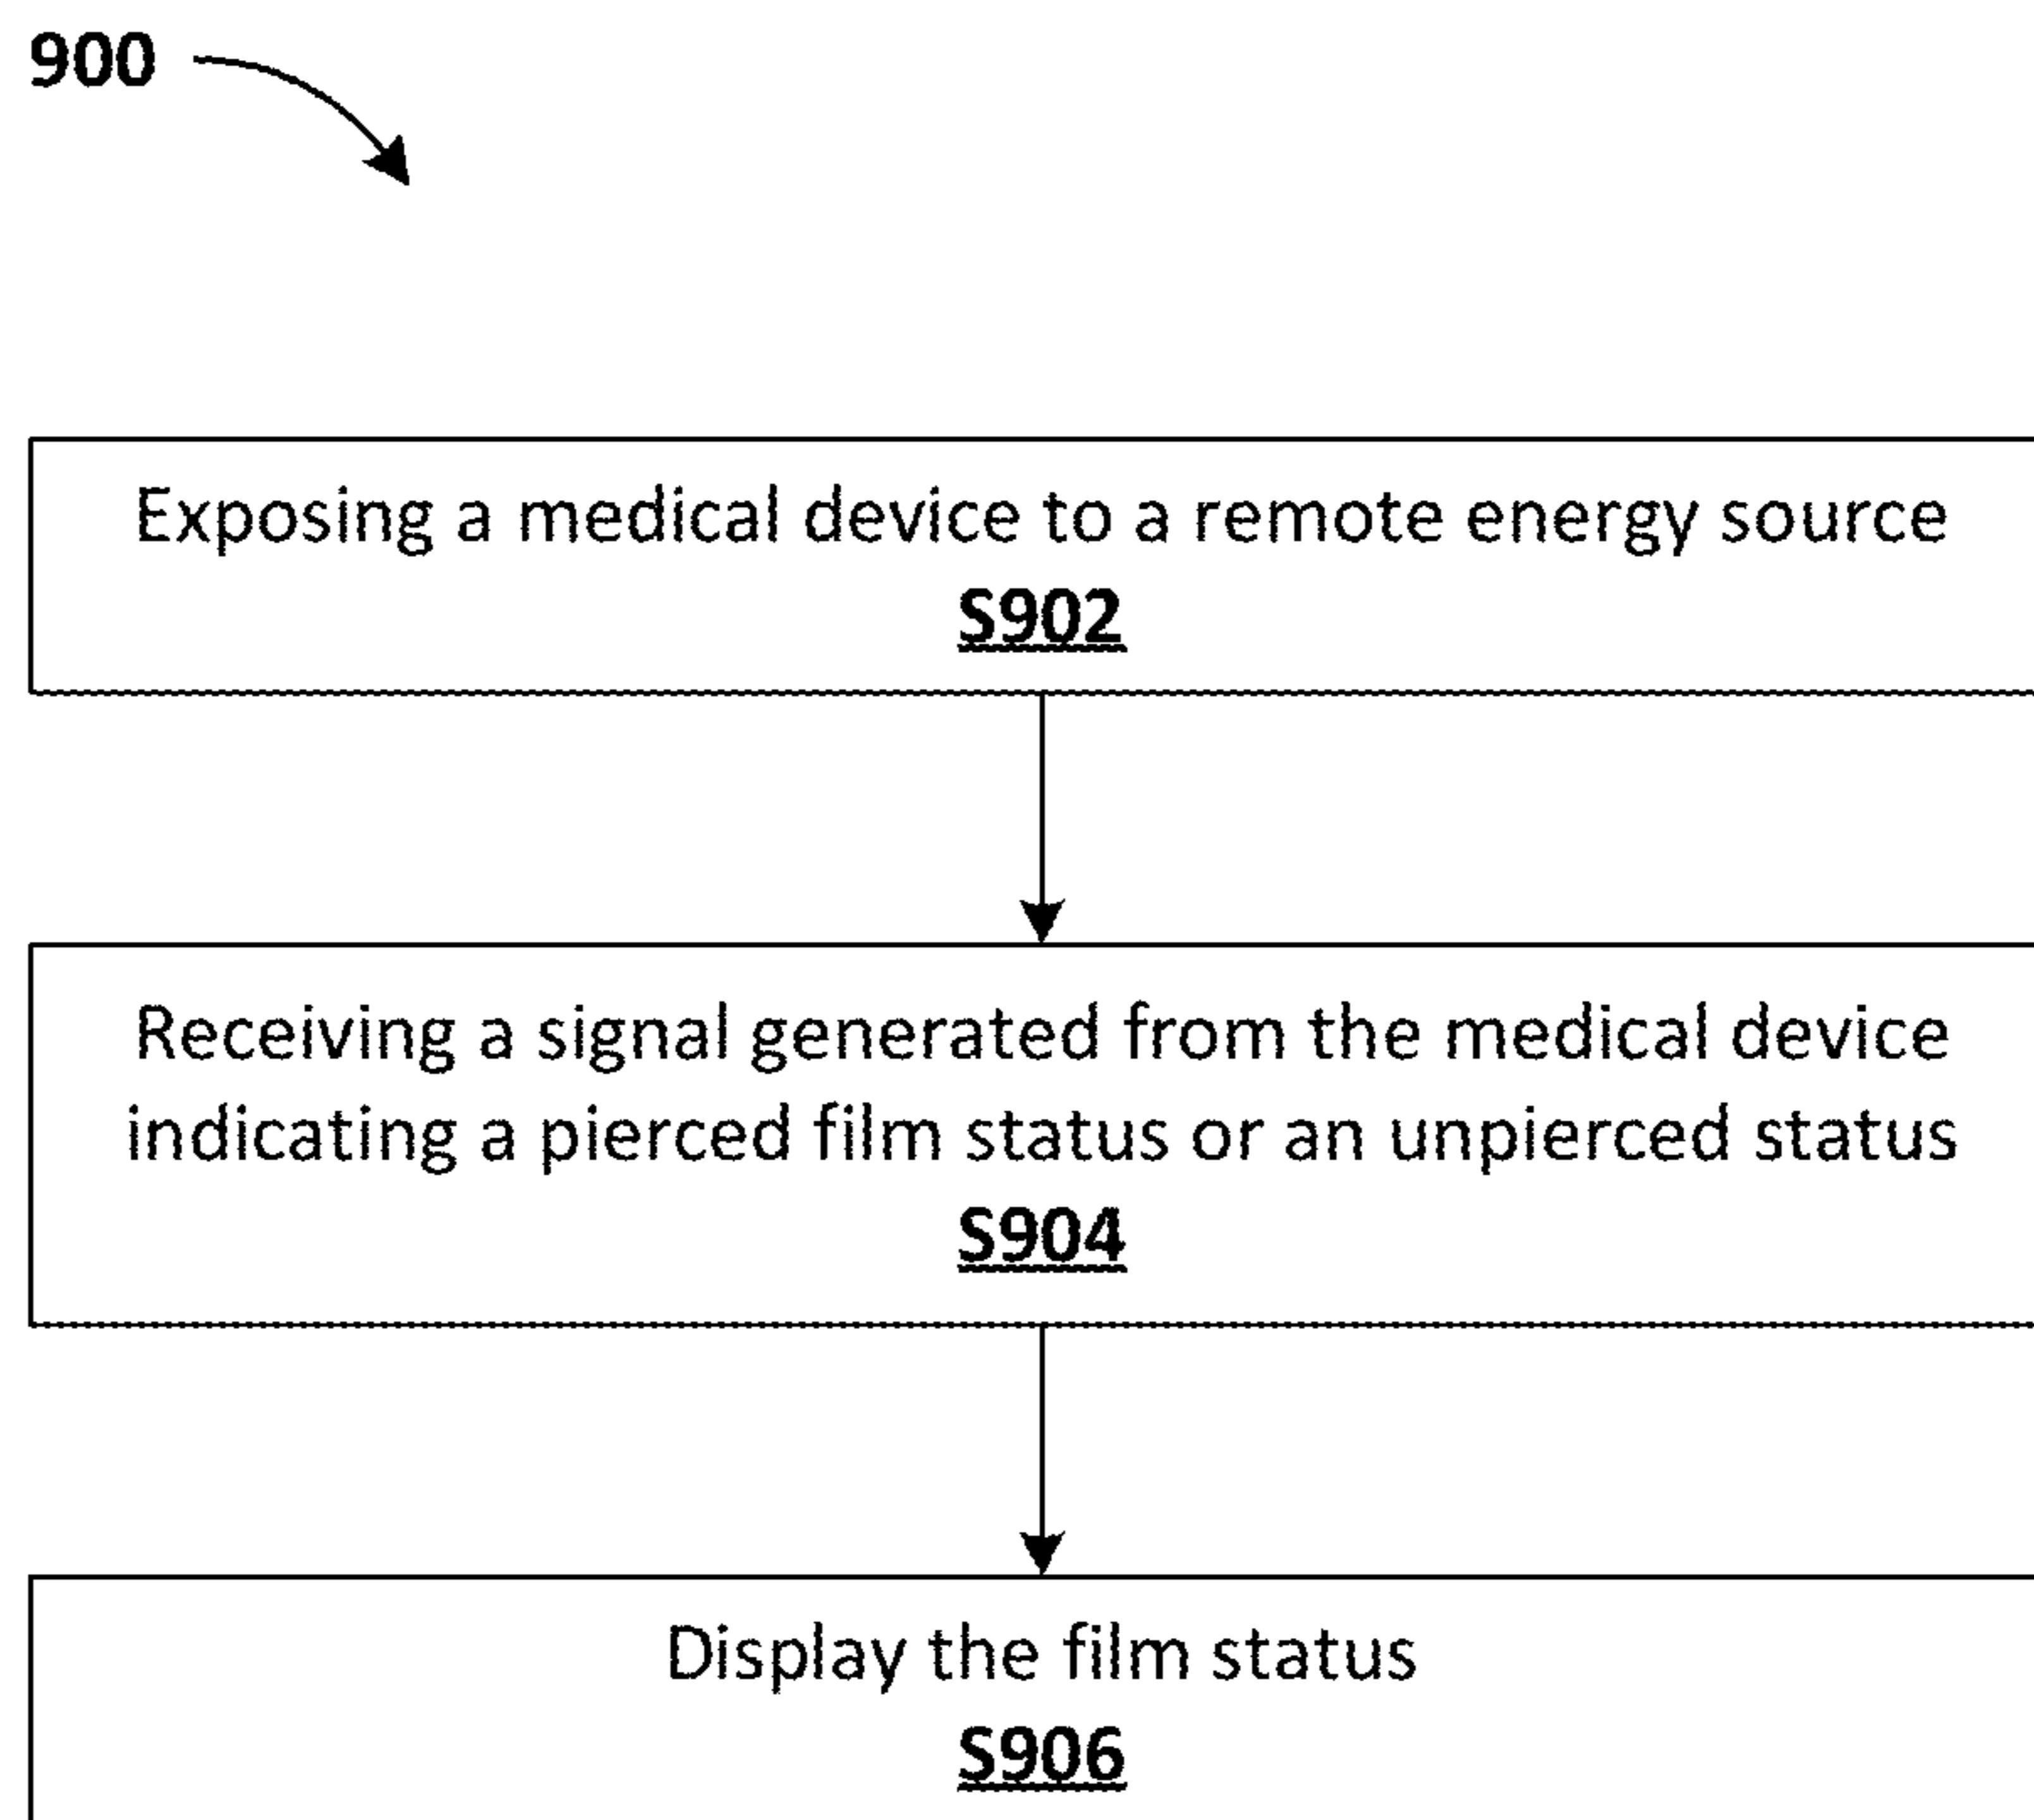 900
Exposing a medical device to a remote energy source
S902
Receiving a signal generated from the medical device
indicating a pierced film status or an unpierced status
S904
Display the film status
S906